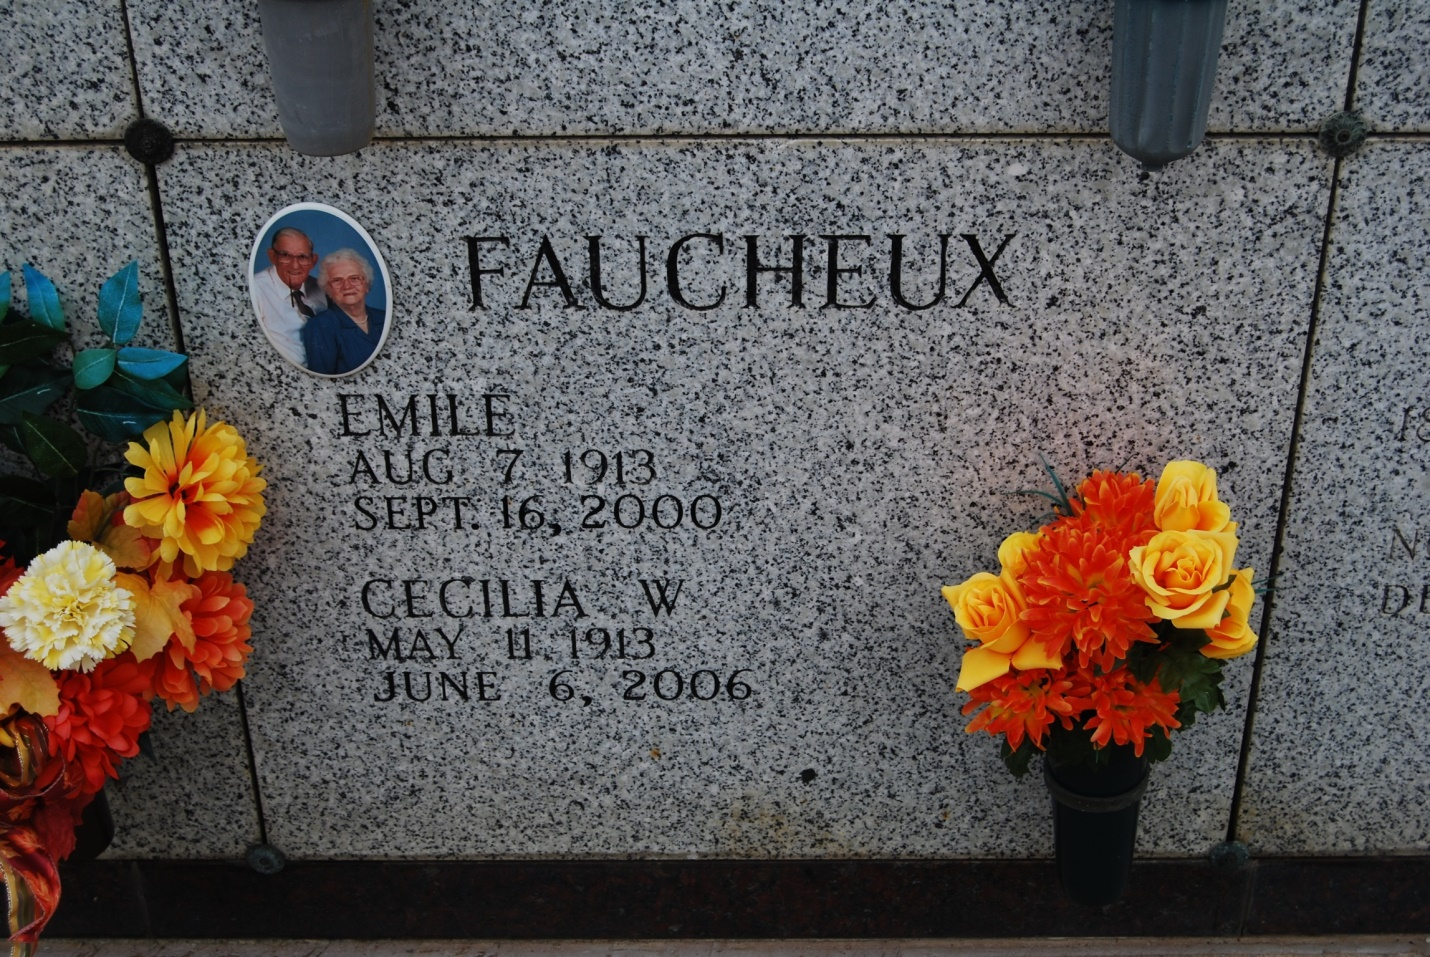 FAUCHEUX
EMILE
AUG 7 1913
SEPT. 16, 2000
CECILIA W
MAY 11, 1913
JUNE 6, 2006